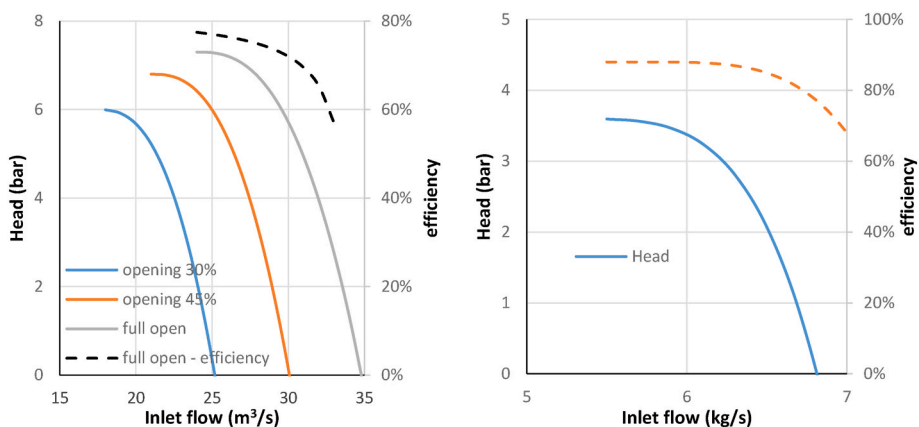 8
80%
6
60%
4
40%
2
20%
0
0%
Head (bar)
efficiency
opening 30%
opening 45%
full open
full open - efficiency
15
20
25
30
35
Inlet flow (m³/s)
5
100%
4
80%
3
60%
2
40%
1
20%
0
0%
Head (bar)
efficiency
Head
5
6
7
Inlet flow (kg/s)